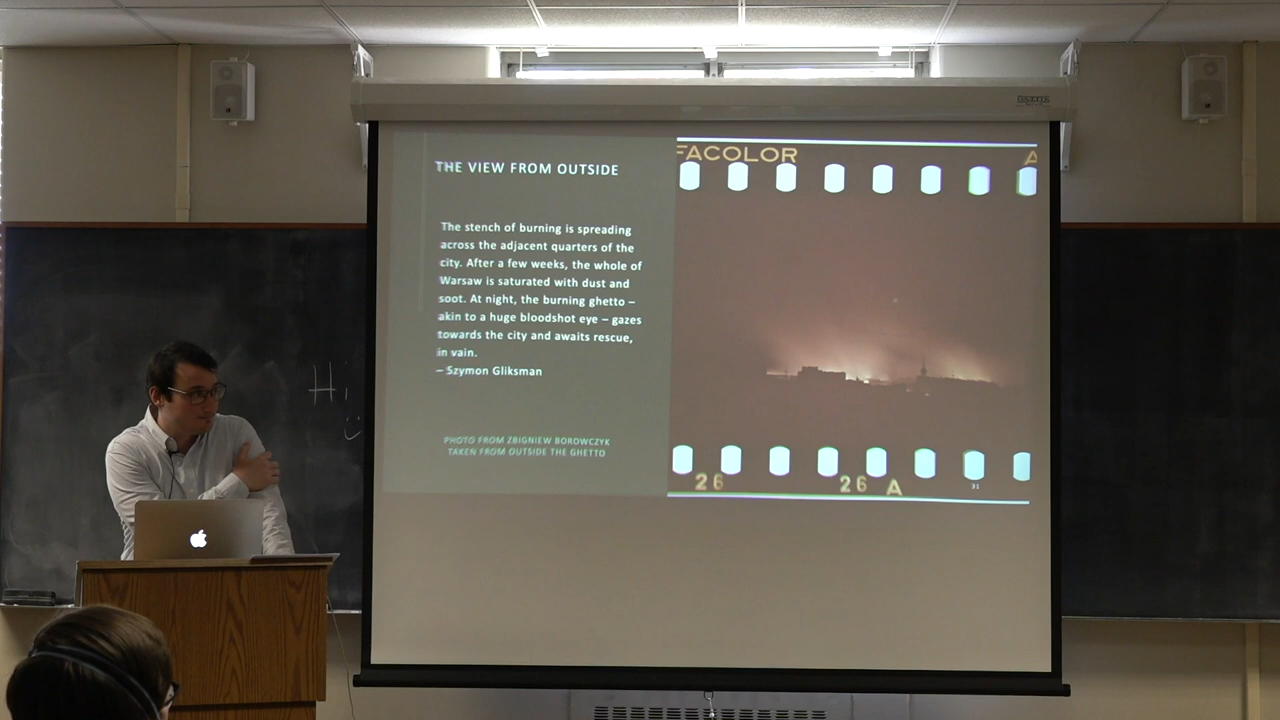 THE VIEW FROM OUTSIDE
The stench of burning is spreading
across the adjacent quarters of the
city. After a few weeks, the whole of
Warsaw is saturated with dust and
soot. At night, the burning ghetto –
akin to a huge bloodshot eye – gazes
towards the city and awaits rescue,
in vain.
– Szymon Gliksman
PHOTO FROM ZBIGNIEW BOROWCZYK
TAKEN FROM OUTSIDE THE GHETTO
FACOLOR A
26 26 A
31
Hi